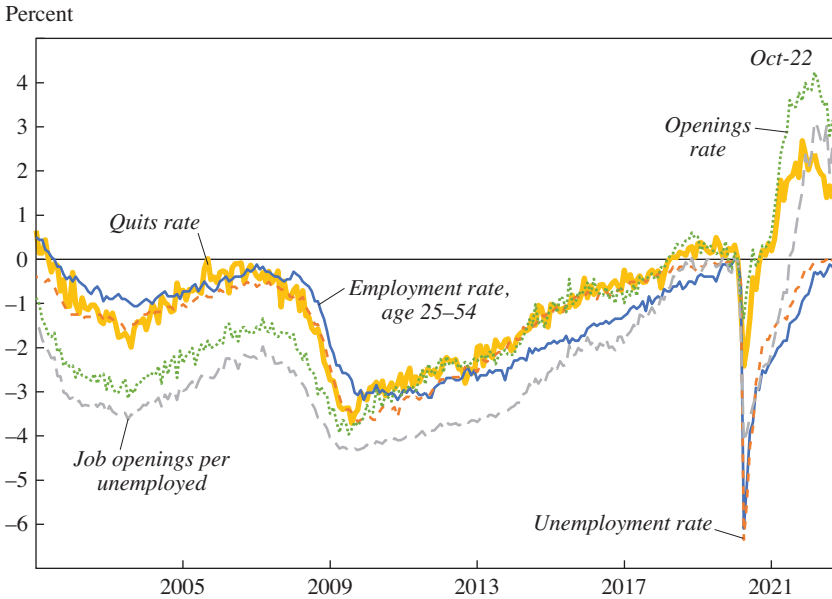 Percent
Oct-22
4
3
Openings
rate
2
Quits rate
1
0
Employment rate,
age 25–54
–1
–2
–3
–4
Job openings per
unemployed
–5
–6
Unemployment rate
2005
2009
2013
2017
2021